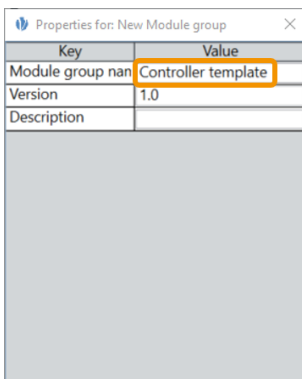 Properties for: New Module group
Key Value
Module group nan Controller template
Version 1.0
Description